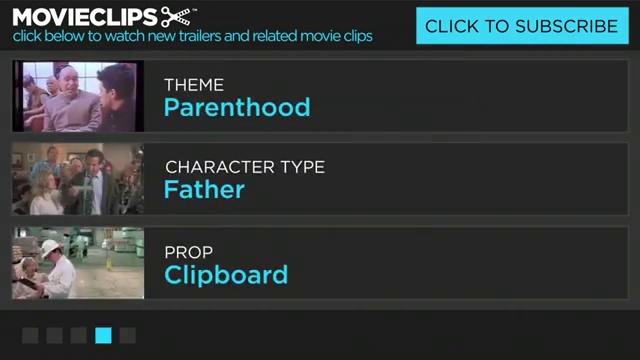 MOVIECLIPS™
click below to watch new trailers and related movie clips
CLICK TO SUBSCRIBE
THEME
Parenthood
CHARACTER TYPE
Father
PROP
Clipboard